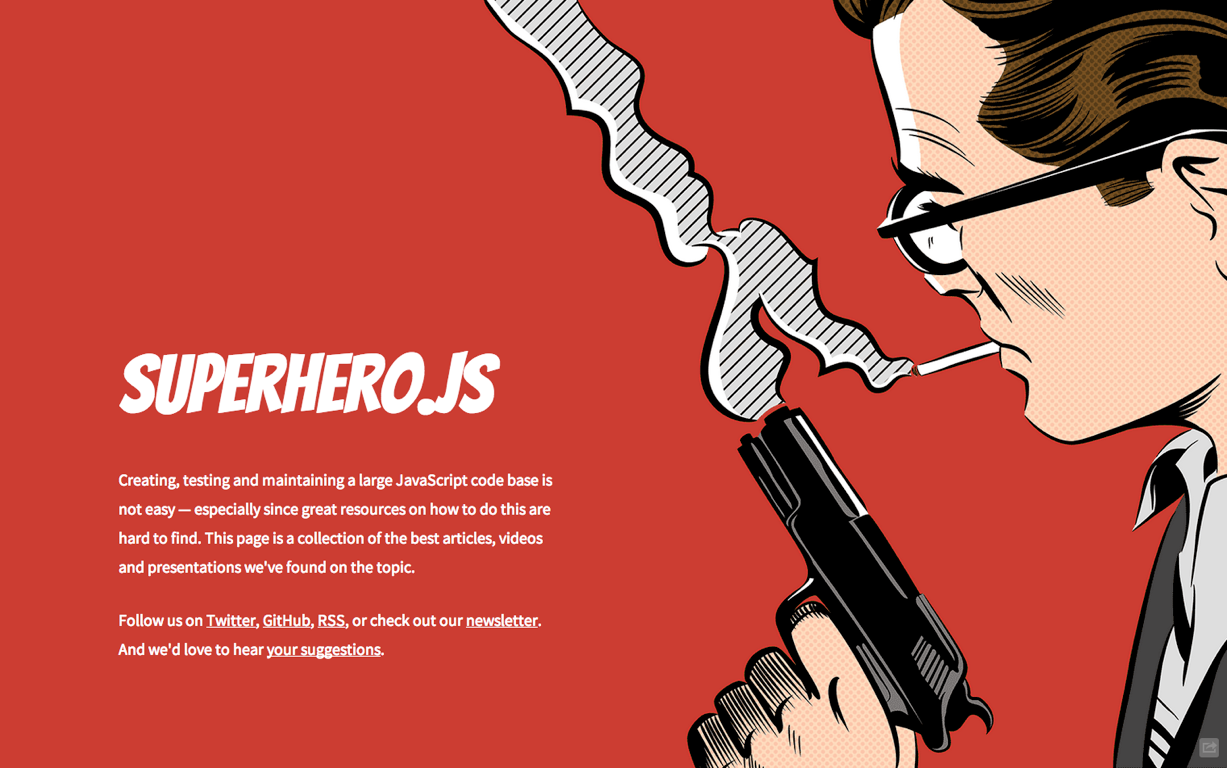 SUPERHERO.JS
Creating, testing and maintaining a large JavaScript code base is
not easy — especially since great resources on how to do this are
hard to find. This page is a collection of the best articles, videos
and presentations we've found on the topic.
Follow us on Twitter, GitHub, RSS, or check out our newsletter.
And we'd love to hear your suggestions.